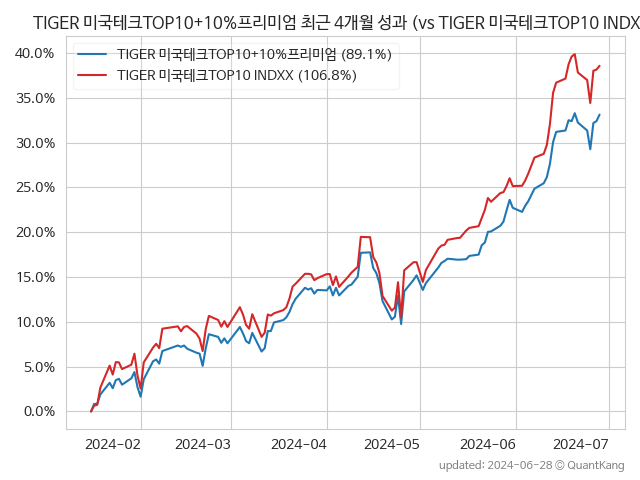 TIGER 미국테크TOP10+10%프리미엄 최근 4개월 성과 (vs TIGER 미국테크TOP10 INDX
40.0%
TIGER 미국테크TOP10+10%프리미엄 (89.1%)
TIGER 미국테크TOP10 INDXX (106.8%)
35.0%
30.0%
25.0%
20.0%
15.0%
10.0%
5.0%
0.0%
2024-02 2024-03 2024-04 2024-05 2024-06 2024-07
updated: 2024-06-28 © QuantKang